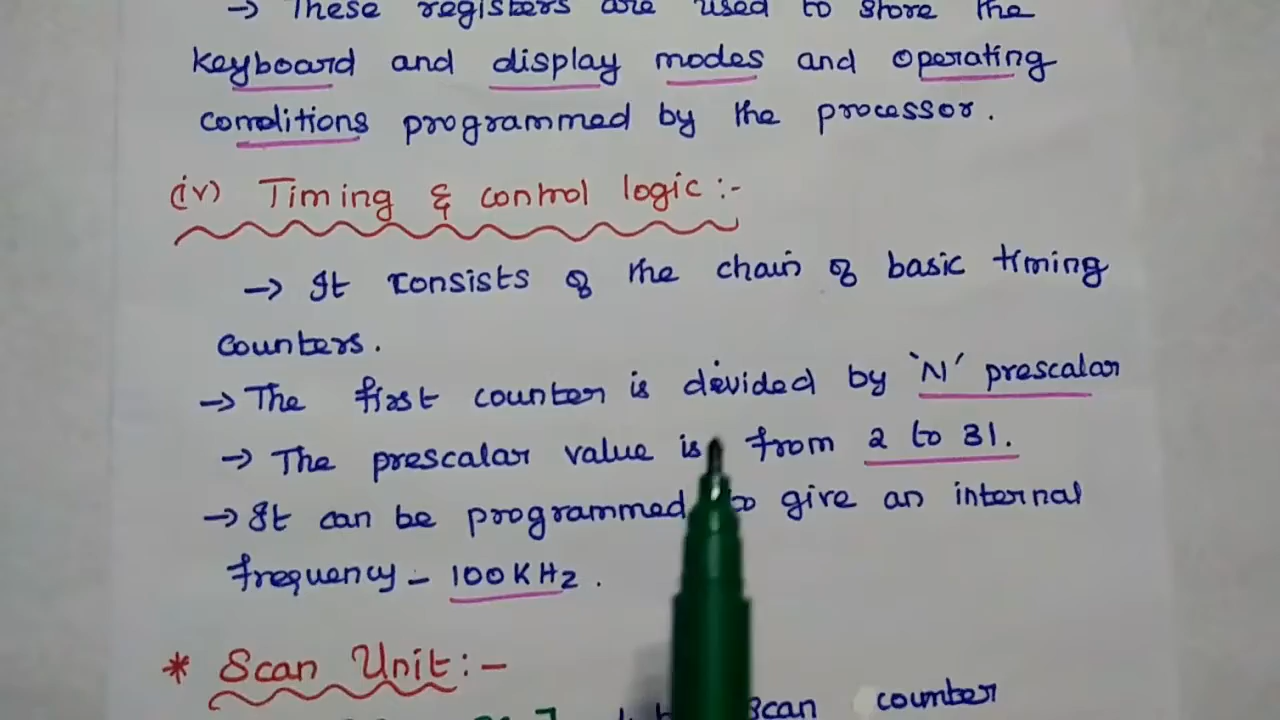 → These registers are used to store the
keyboard and display modes and operating
conditions programmed by the processor.
(iv) Timing & control logic :-
→ It consists of the chain of basic timing
counters.
→ The first counter is devided by 'N' prescalar
→ The prescalar value is from 2 to 31.
→ It can be programmed to give an internal
frequency - 100KHz.
* Scan Unit :-
scan counter